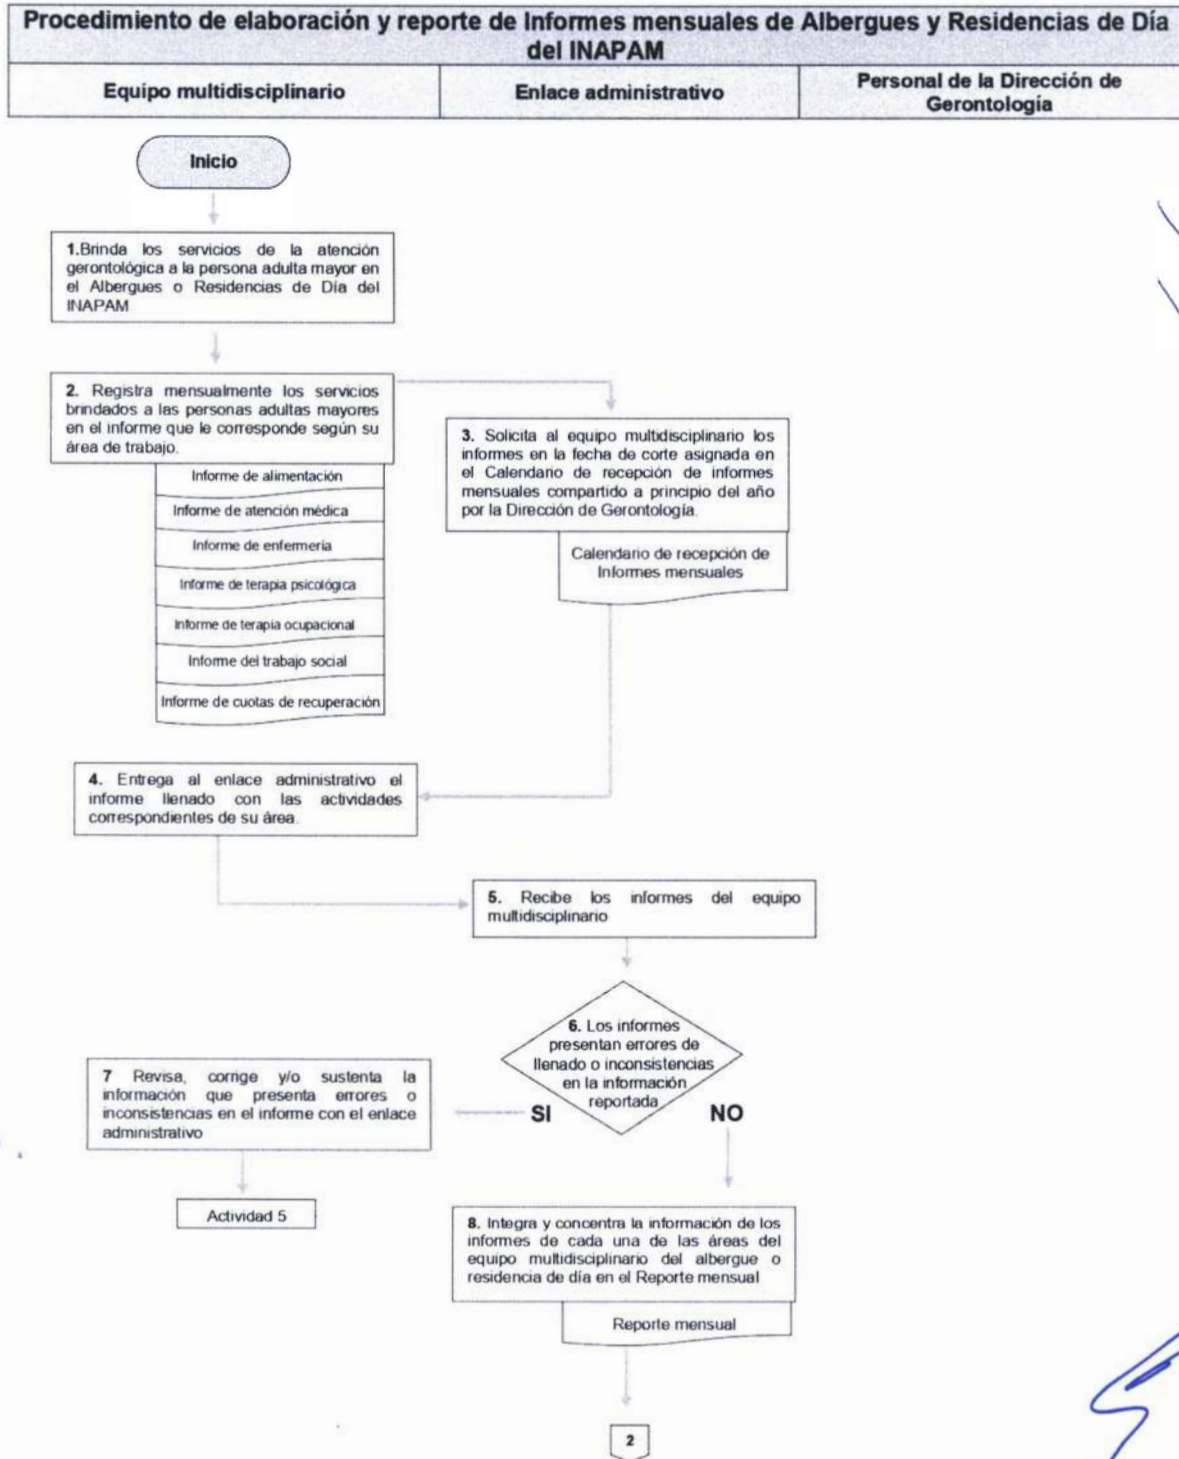 Procedimiento de elaboración y reporte de Informes mensuales de Albergues y Residencias de Día
del INAPAM
Equipo multidisciplinario
Enlace administrativo
Personal de la Dirección de
Gerontología
Inicio
1.Brinda los servicios de la atención
gerontológica a la persona adulta mayor en
el Albergues o Residencias de Día del
INAPAM
2. Registra mensualmente los servicios
brindados a las personas adultas mayores
en el informe que le corresponde según su
área de trabajo.
Informe de alimentación
Informe de atención médica
Informe de enfermería
Informe de terapia psicológica
Informe de terapia ocupacional
Informe del trabajo social
Informe de cuotas de recuperación
3. Solicita al equipo multidisciplinario los
informes en la fecha de corte asignada en
el Calendario de recepción de informes
mensuales compartido a principio del año
por la Dirección de Gerontología.
Calendario de recepción de
Informes mensuales
4. Entrega al enlace administrativo el
informe llenado con las actividades
correspondientes de su área.
5. Recibe los informes del equipo
multidisciplinario
6. Los informes
presentan errores de
llenado o inconsistencias
en la información
reportada
SI
NO
7 Revisa, corrige y/o sustenta la
información que presenta errores o
inconsistencias en el informe con el enlace
administrativo
Actividad 5
8. Integra y concentra la información de los
informes de cada una de las áreas del
equipo multidisciplinario del albergue o
residencia de día en el Reporte mensual
Reporte mensual
2